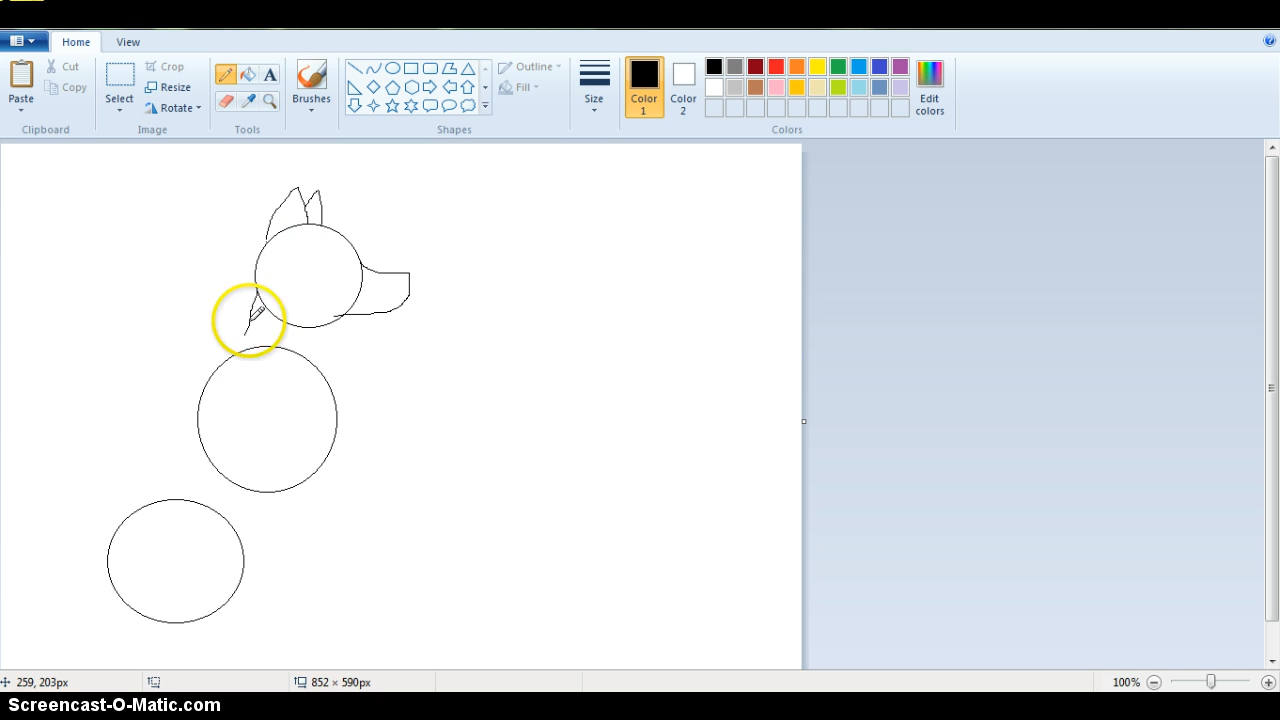 Home View
Paste
Cut
Copy
Clipboard
Select
Crop
Resize
Rotate
Image
A
Tools
Brushes
Outline
Fill
Shapes
Size
Color
1
Color
2
Edit
colors
Colors
259, 203px
852 × 590px
100%
Screencast-O-Matic.com